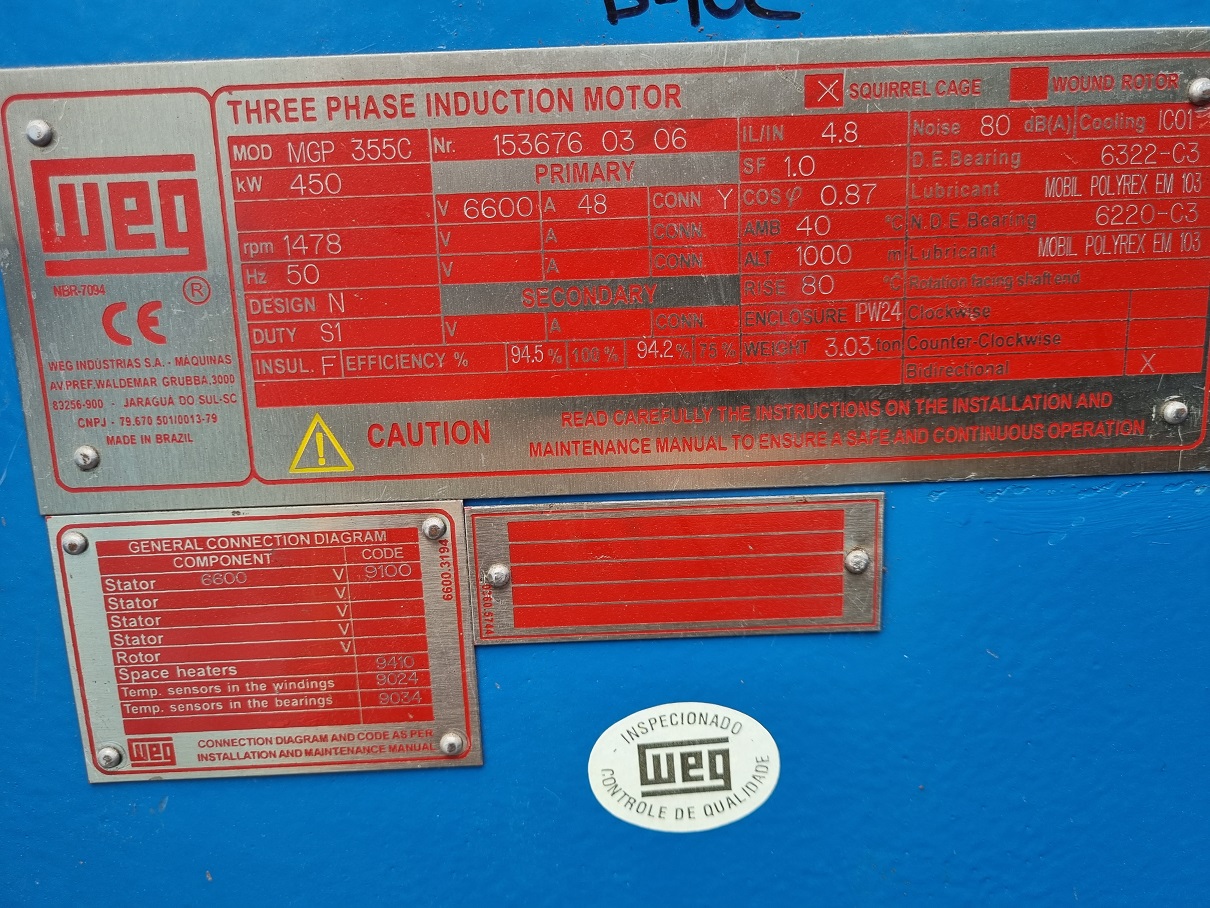 THREE PHASE INDUCTION MOTOR
X SQUIRREL CAGE WOUND ROTOR
weg
®
NBR-7094
CE
WEG INDÚSTRIAS S.A. - MÁQUINAS
AV.PREF.WALDEMAR GRUBBA,3000
83256-900 - JARAGUÁ DO SUL-SC
CNPJ - 79.670 501/0013-79
MADE IN BRAZIL
MOD MGP 355C Nr. 153676 03 06
kW 450 PRIMARY
V 6600 A 48 CONN Y
rpm 1478 V A CONN.
Hz 50 V A CONN.
DESIGN N SECONDARY
DUTY S1 V A CONN.
INSUL. F EFFICIENCY % 94.5 % 100 % 94.2 % 75 %
IL/IN 4.8
SF 1.0
COS φ 0.87
AMB 40 °C
ALT 1000 m
RISE 80 °C
ENCLOSURE IPW24
WEIGHT 3.03 ton
Noise 80 dB(A) Cooling IC01
D.E.Bearing 6322-C3
Lubricant MOBIL POLYREX EM 103
N.D.E.Bearing 6220-C3
Lubricant MOBIL POLYREX EM 103
Rotation facing shaft end
Clockwise
Counter-Clockwise
Bidirectional X
CAUTION
READ CAREFULLY THE INSTRUCTIONS ON THE INSTALLATION AND
MAINTENANCE MANUAL TO ENSURE A SAFE AND CONTINUOUS OPERATION
GENERAL CONNECTION DIAGRAM
COMPONENT CODE
Stator 6600 V 9100
Stator V
Stator V
Stator V
Rotor V
Space heaters 9410
Temp. sensors in the windings 9024
Temp. sensors in the bearings 9034
weg
CONNECTION DIAGRAM AND CODE AS PER
INSTALLATION AND MAINTENANCE MANUAL
6600.3194
INSPECIONADO
weg
CONTROLE DE QUALIDADE